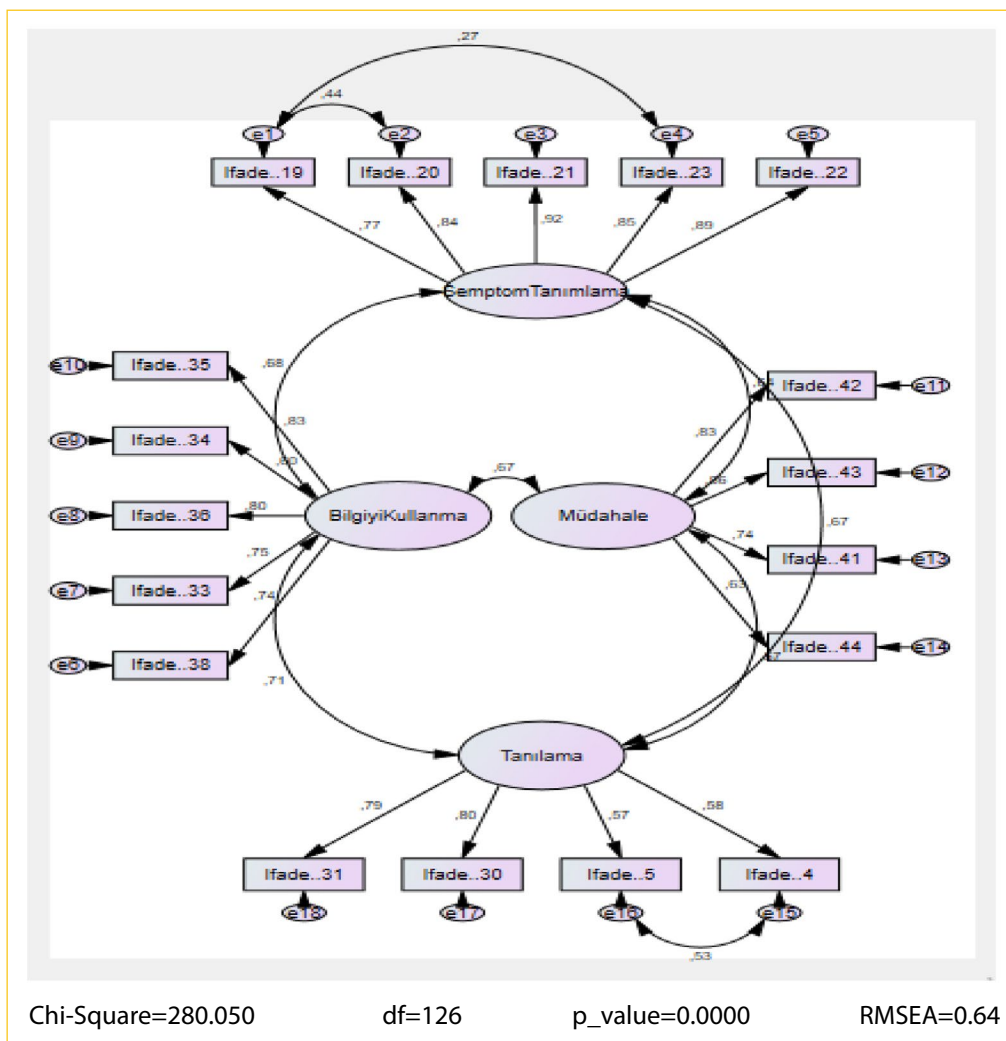 ,27
,44
e1 e2 e3 e4 e5
Ifade..19 Ifade..20 Ifade..21 Ifade..23 Ifade..22
,77 ,84 ,92 ,85 ,89
SemptomTanımlama
,68
e10 Ifade..35
,83
e9 Ifade..34
,80
e8 Ifade..36
,80
e7 Ifade..33
,75
e6 Ifade..38
,74
BilgiyiKullanma
,67
Müdahale
Ifade..42 e11
,83
Ifade..43 e12
,86
Ifade..41 e13
,74
Ifade..44 e14
,63
,67
,71
Tanılama
,79 ,80 ,57 ,58
Ifade..31 Ifade..30 Ifade..5 Ifade..4
e18 e17 e16 e15
,53
Chi-Square=280.050 df=126 p_value=0.0000 RMSEA=0.64